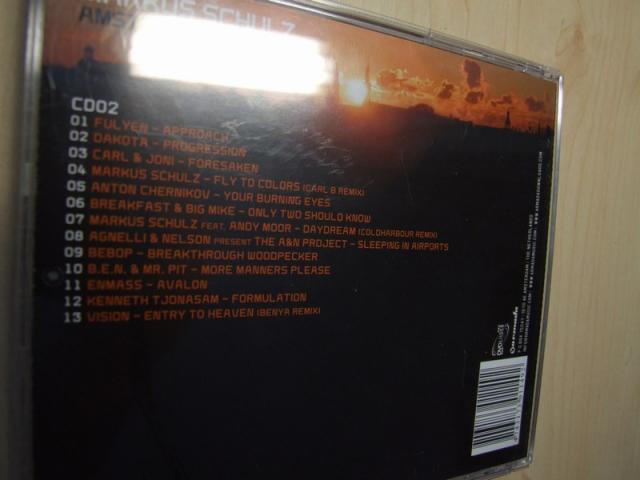 MARKUS SCHULZ
CD02
01 FULYEN – APPROACH
02 DAKOTA – PROGRESSION
03 CARL & JONI – FORESAKEN
04 MARKUS SCHULZ – FLY TO COLORS (CARL B REMIX)
05 ANTON CHERNIKOV – YOUR BURNING EYES
06 BREAKFAST & BIG MIKE – ONLY TWO SHOULD KNOW
07 MARKUS SCHULZ FEAT. ANDY MOOR – DAYDREAM (COLDHARBOUR REMIX)
08 AGNELLI & NELSON PRESENT THE A&N PROJECT – SLEEPING IN AIRPORTS
09 BEBOP – BREAKTHROUGH WOODPECKER
10 B.E.N. & MR. PIT – MORE MANNERS PLEASE
11 ENMASS – AVALON
12 KENNETH TJONASAM – FORMULATION
13 VISION – ENTRY TO HEAVEN (BENYA REMIX)